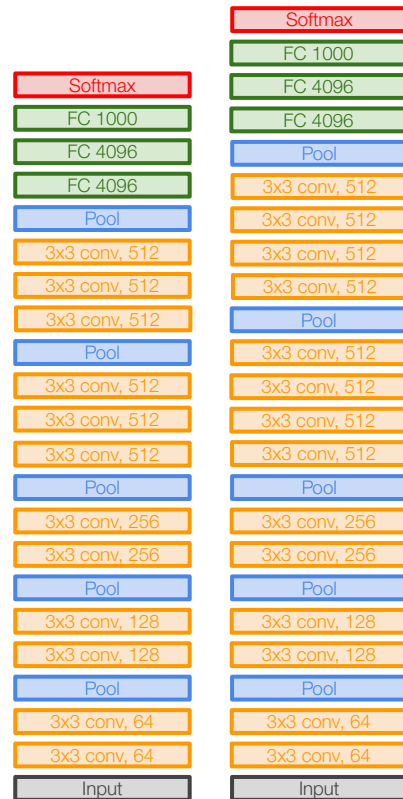 Softmax
FC 1000
FC 4096
FC 4096
Pool
3x3 conv, 512
3x3 conv, 512
3x3 conv, 512
Pool
3x3 conv, 512
3x3 conv, 512
3x3 conv, 512
Pool
3x3 conv, 256
3x3 conv, 256
Pool
3x3 conv, 128
3x3 conv, 128
Pool
3x3 conv, 64
3x3 conv, 64
Input
Softmax
FC 1000
FC 4096
FC 4096
Pool
3x3 conv, 512
3x3 conv, 512
3x3 conv, 512
3x3 conv, 512
Pool
3x3 conv, 512
3x3 conv, 512
3x3 conv, 512
3x3 conv, 512
Pool
3x3 conv, 256
3x3 conv, 256
Pool
3x3 conv, 128
3x3 conv, 128
Pool
3x3 conv, 64
3x3 conv, 64
Input